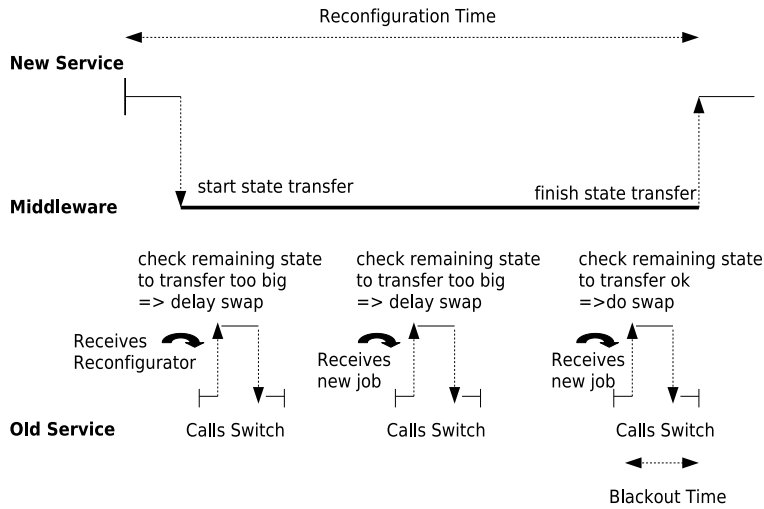 Reconfiguration Time
New Service
start state transfer
finish state transfer
Middleware
check remaining state
to transfer too big
=> delay swap
check remaining state
to transfer too big
=> delay swap
check remaining state
to transfer ok
=>do swap
Receives
Reconfigurator
Receives
new job
Receives
new job
Old Service
Calls Switch
Calls Switch
Calls Switch
Blackout Time